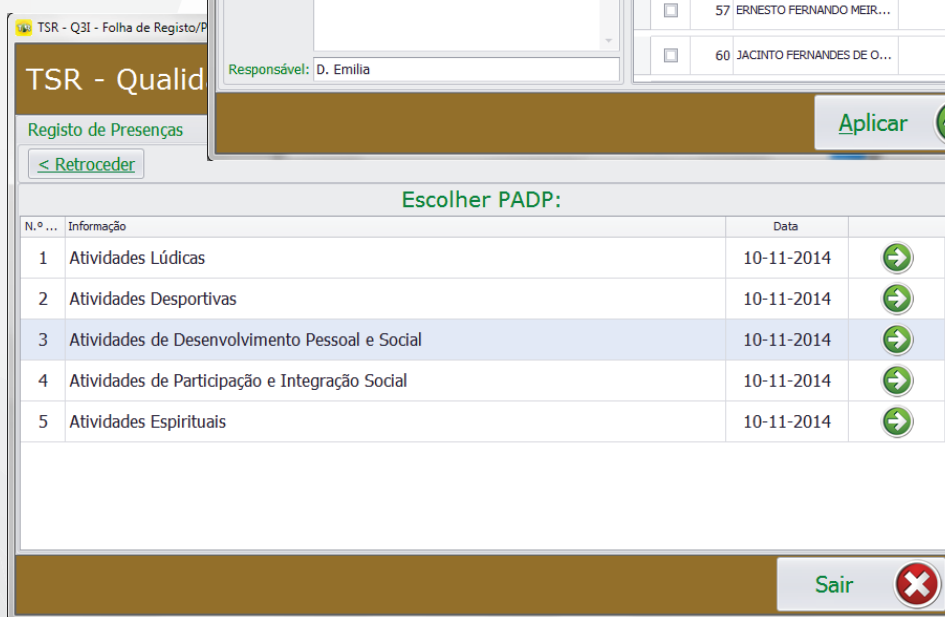 57 ERNESTO FERNANDO MEIR...
60 JACINTO FERNANDES DE O...
Responsável: D. Emilia
Aplicar
TSR - Q3I - Folha de Registo/P
TSR - Qualid
Registo de Presenças
< Retroceder
Escolher PADP:
N.º ... Informação Data
1 Atividades Lúdicas 10-11-2014
2 Atividades Desportivas 10-11-2014
3 Atividades de Desenvolvimento Pessoal e Social 10-11-2014
4 Atividades de Participação e Integração Social 10-11-2014
5 Atividades Espirituais 10-11-2014
Sair